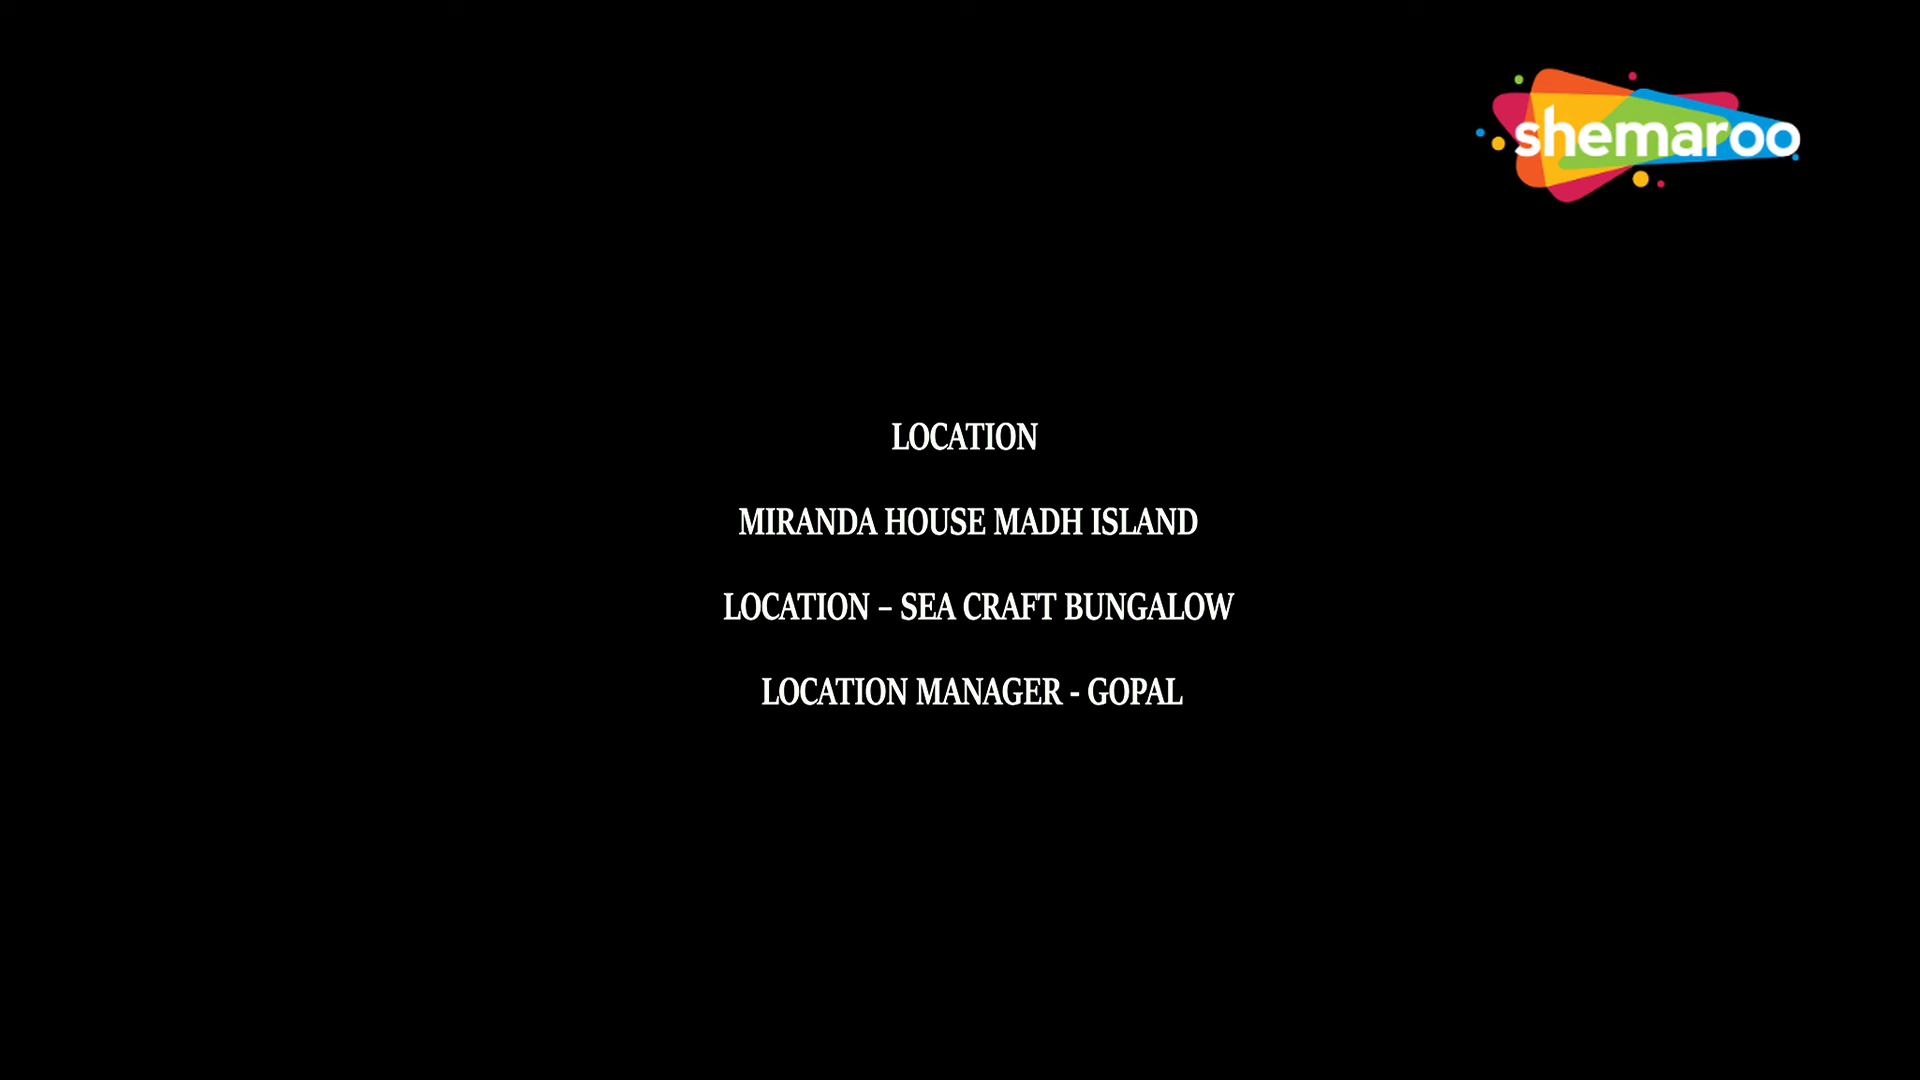 shemaroo
LOCATION
MIRANDA HOUSE MADH ISLAND
LOCATION – SEA CRAFT BUNGALOW
LOCATION MANAGER - GOPAL